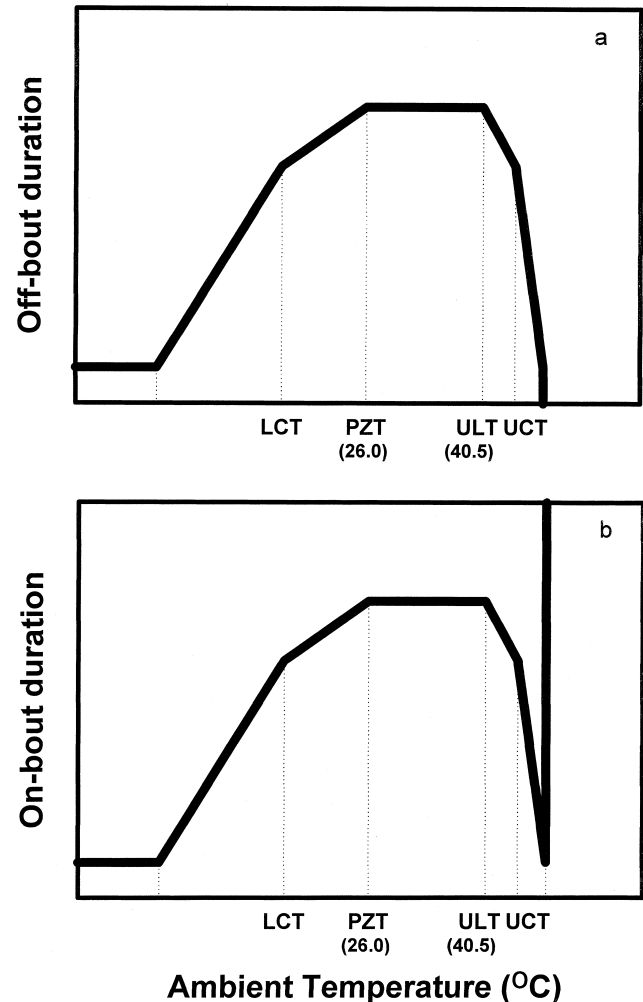 a
Off-bout duration
LCT PZT ULT UCT
(26.0) (40.5)
b
On-bout duration
LCT PZT ULT UCT
(26.0) (40.5)
Ambient Temperature (ᴼC)